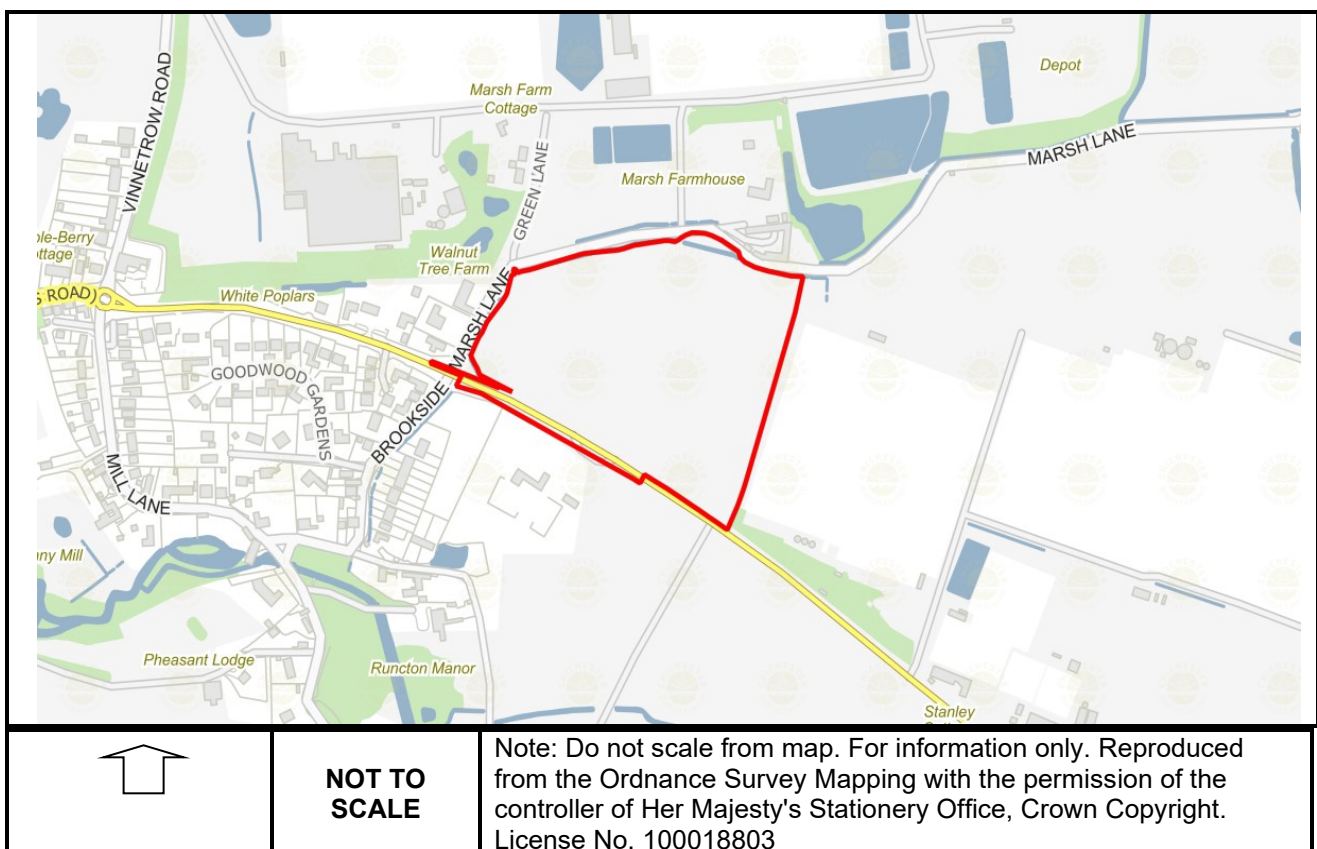 VINNETROW ROAD
Marsh Farm
Cottage
Depot
MARSH LANE
GREEN LANE
Marsh Farmhouse
ottage
Walnut
Tree Farm
ROAD)
White Poplars
MARSH LANE
GOODWOOD
GARDENS
BROOKSIDE
MILL LANE
Mill
Pheasant Lodge
Runcton Manor
Stanley
NOT TO
SCALE
Note: Do not scale from map. For information only. Reproduced
from the Ordnance Survey Mapping with the permission of the
controller of Her Majesty's Stationery Office, Crown Copyright.
License No. 100018803